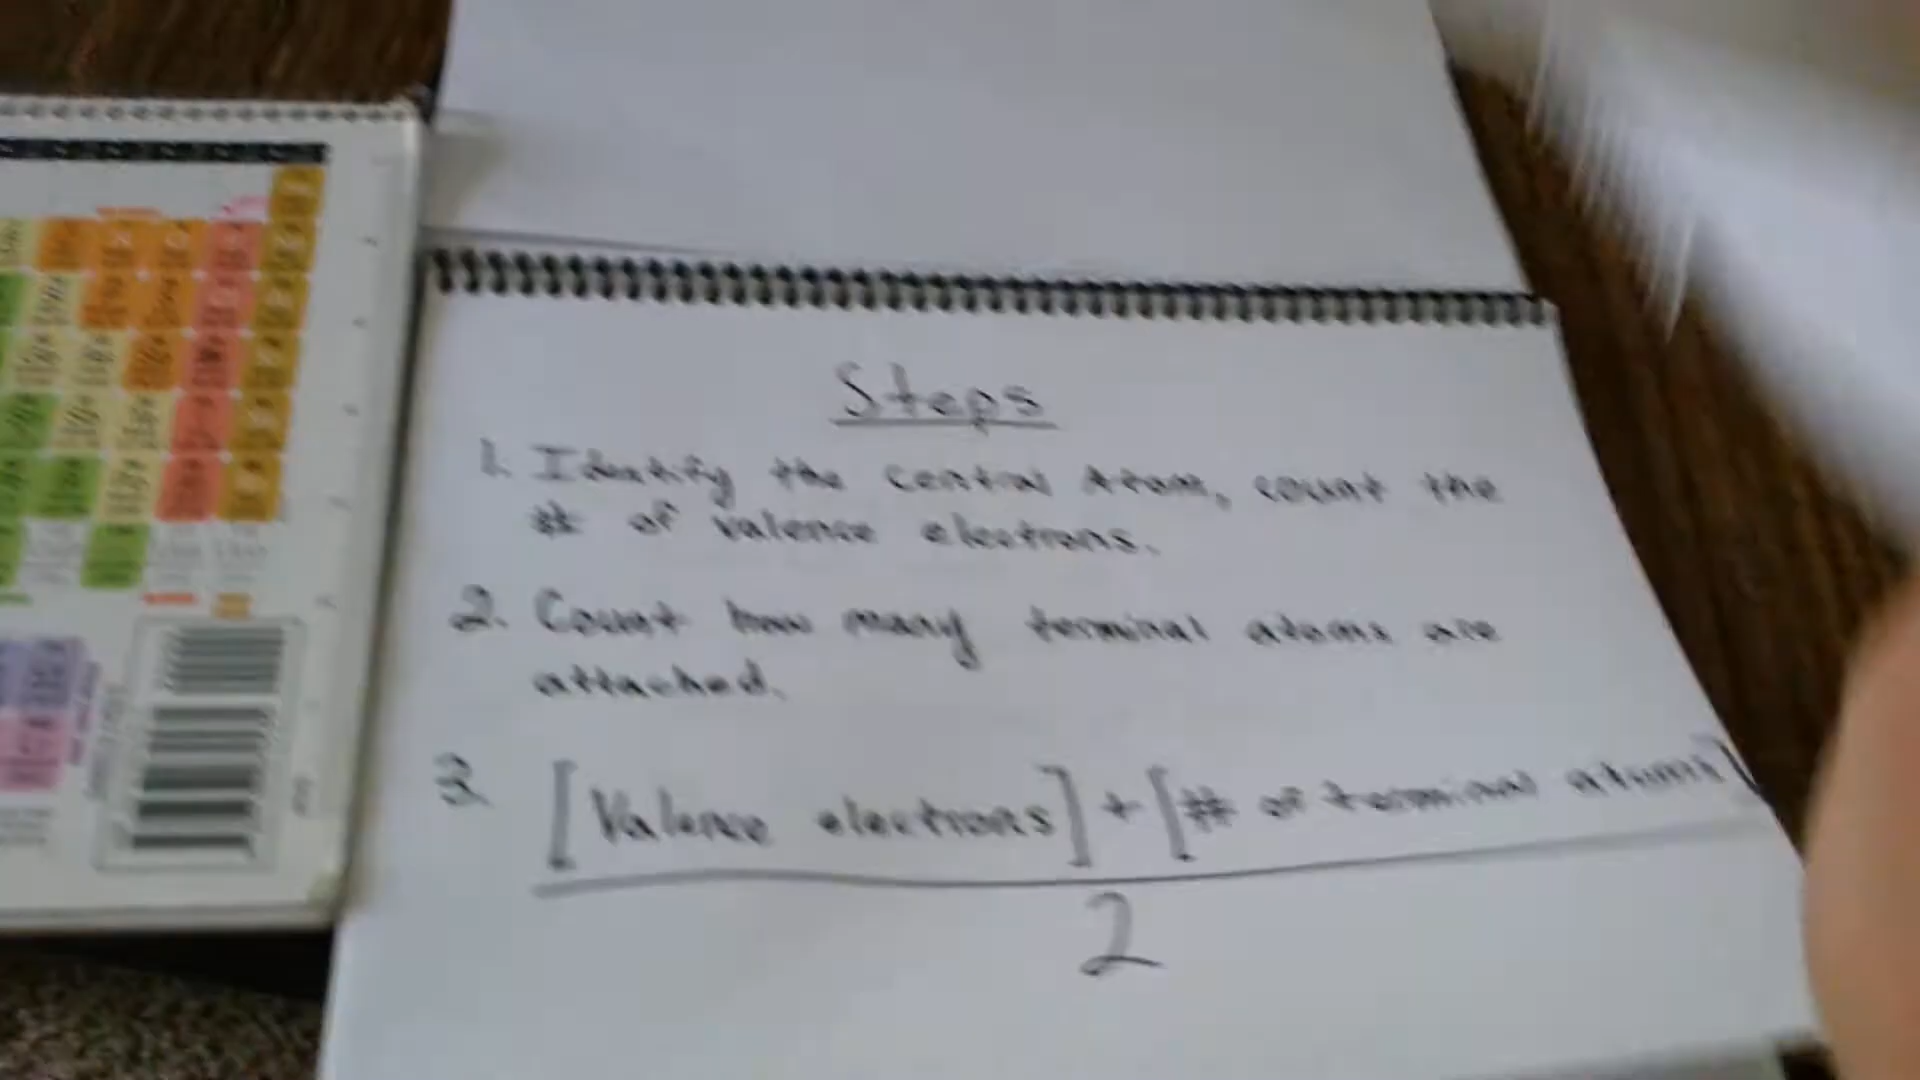 Steps
1. Identify the central Atom, count the
# of valence electrons.
2. Count how many terminal atoms are
attached.
3. [Valence electrons] + [# of terminal atoms]
2